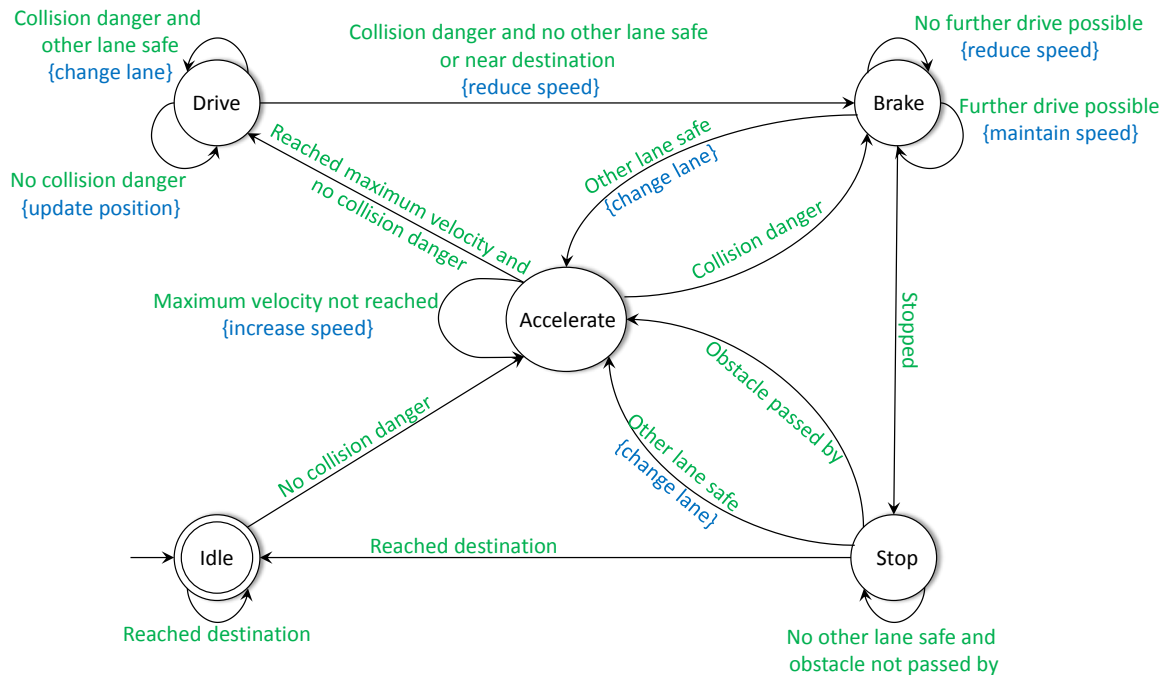 Collision danger and
other lane safe
{change lane}
Collision danger and no other lane safe
or near destination
{reduce speed}
No further drive possible
{reduce speed}
Drive
Brake
Further drive possible
{maintain speed}
No collision danger
{update position}
Reached maximum velocity and
no collision danger
Other lane safe
{change lane}
Collision danger
Maximum velocity not reached
{increase speed}
Accelerate
Stopped
Obstacle passed by
No collision danger
Other lane safe
{change lane}
Idle
Reached destination
Stop
Reached destination
No other lane safe and
obstacle not passed by